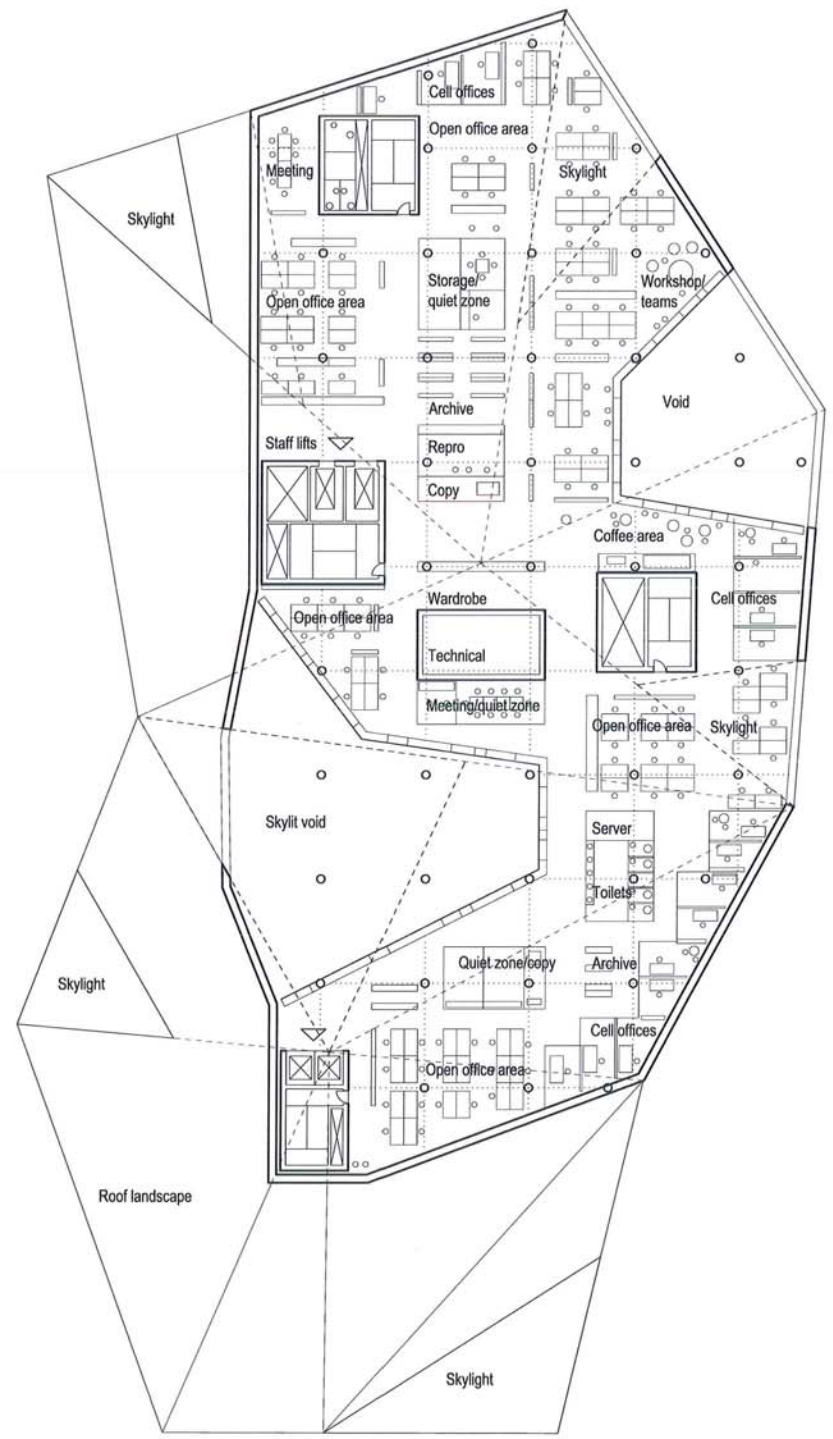 Cell offices
Open office area
Meeting
Skylight
Skylight
Storage/
quiet zone
Workshop/
teams
Open office area
Void
Archive
Staff lifts
Repro
Copy
Coffee area
Wardrobe
Cell offices
Open office area
Technical
Meeting/quiet zone
Open office area
Skylight
Skylit void
Server
Toilets
Quiet zone/copy
Archive
Skylight
Cell offices
Open office area
Roof landscape
Skylight